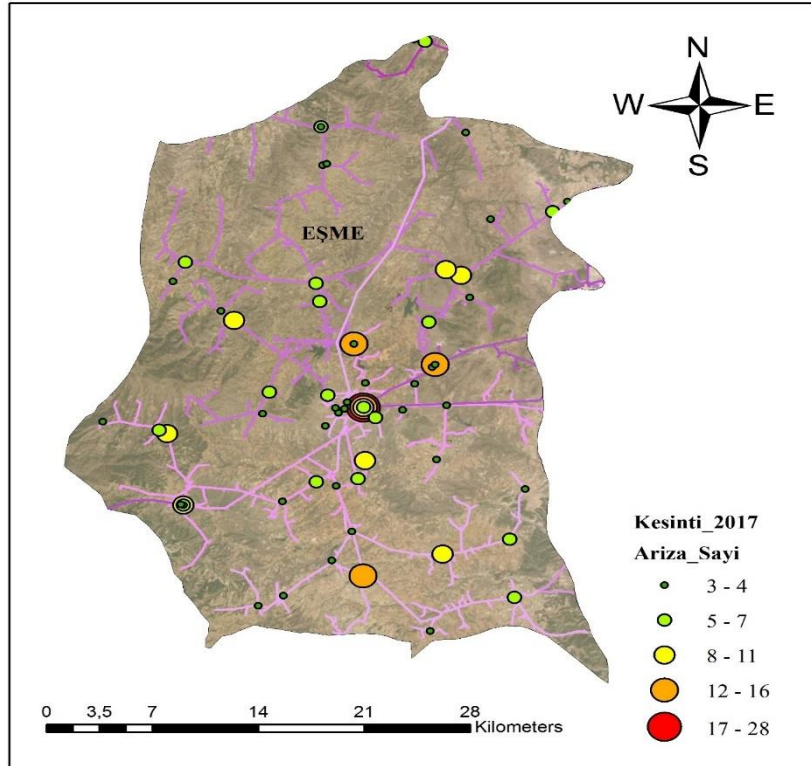 N
W E
S
EŞME
Kesinti_2017
Ariza_Sayi
3 - 4
5 - 7
8 - 11
12 - 16
17 - 28
0 3,5 7 14 21 28
Kilometers